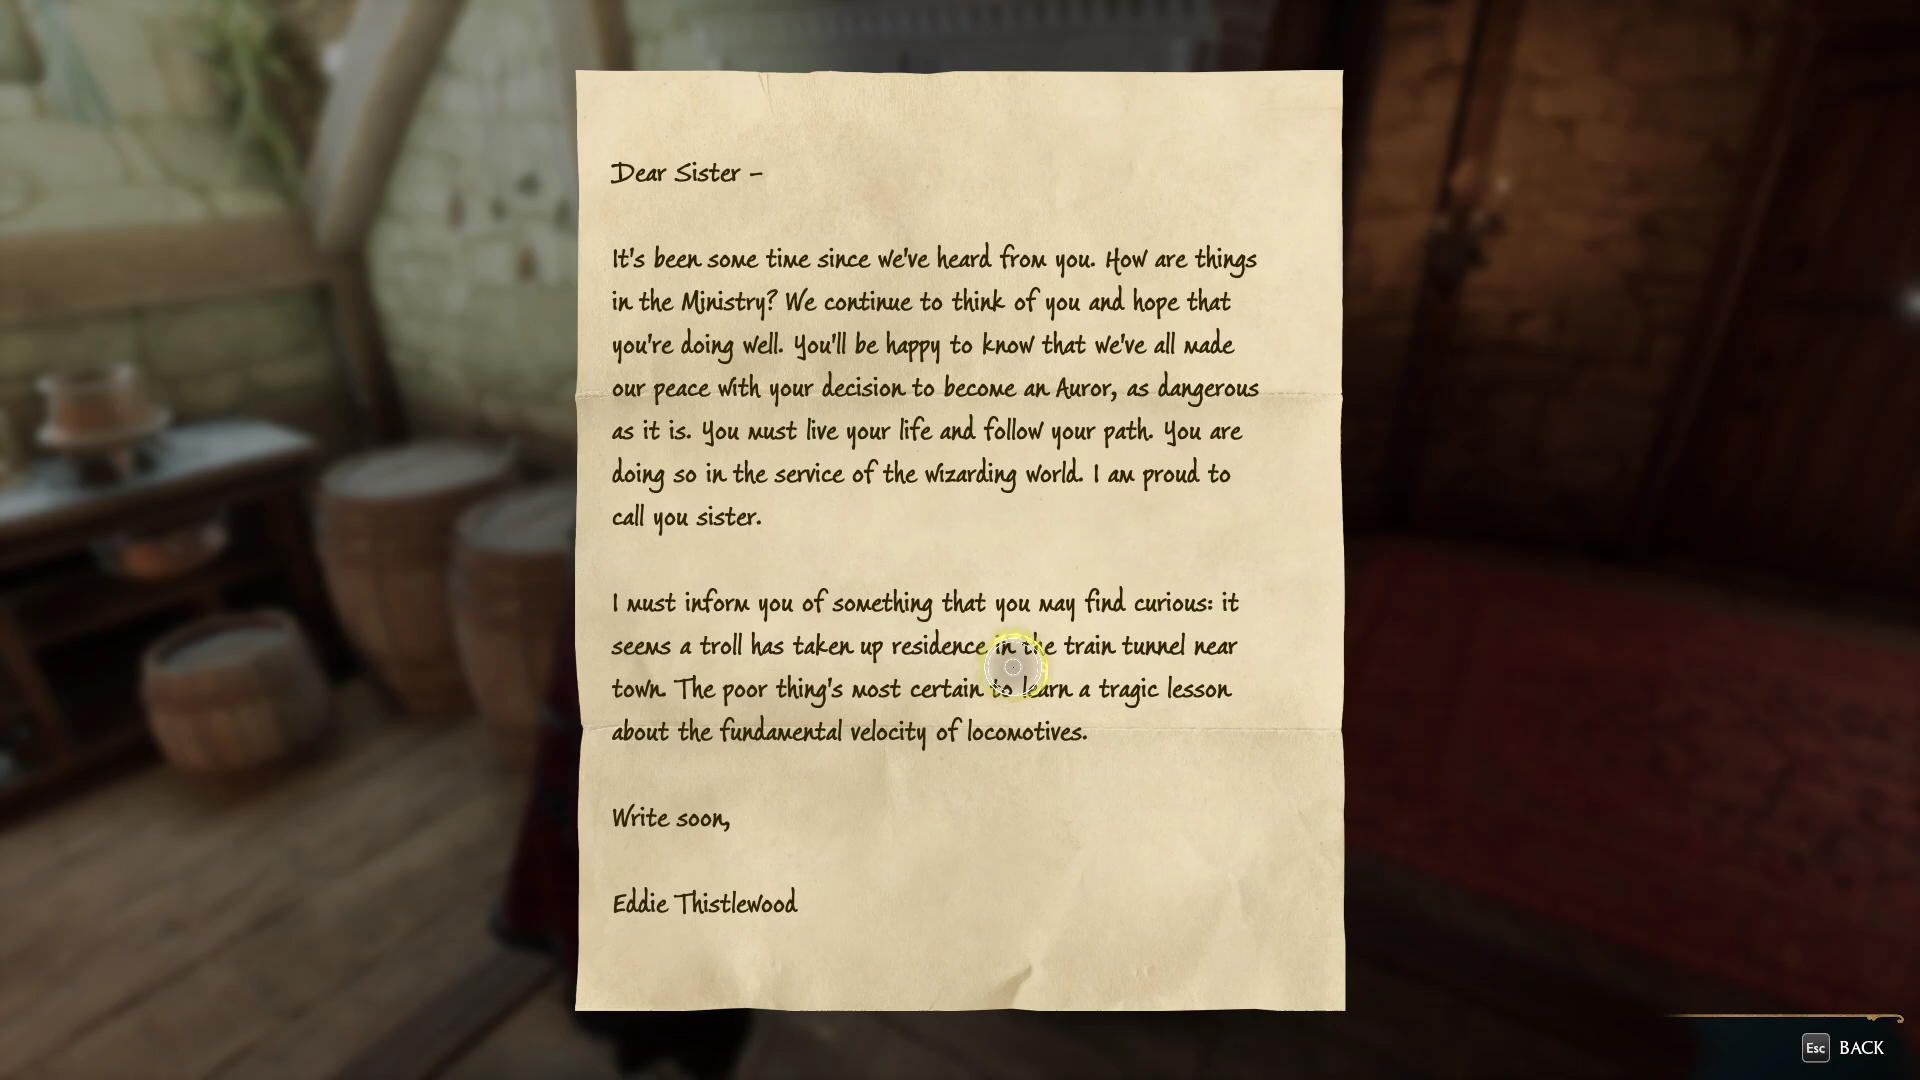 Dear Sister –
It's been some time since we've heard from you. How are things
in the Ministry? We continue to think of you and hope that
you're doing well. You'll be happy to know that we've all made
our peace with your decision to become an Auror, as dangerous
as it is. You must live your life and follow your path. You are
doing so in the service of the wizarding world. I am proud to
call you sister.
I must inform you of something that you may find curious: it
seems a troll has taken up residence in the train tunnel near
town. The poor thing's most certain to learn a tragic lesson
about the fundamental velocity of locomotives.
Write soon,
Eddie Thistlewood
Esc BACK